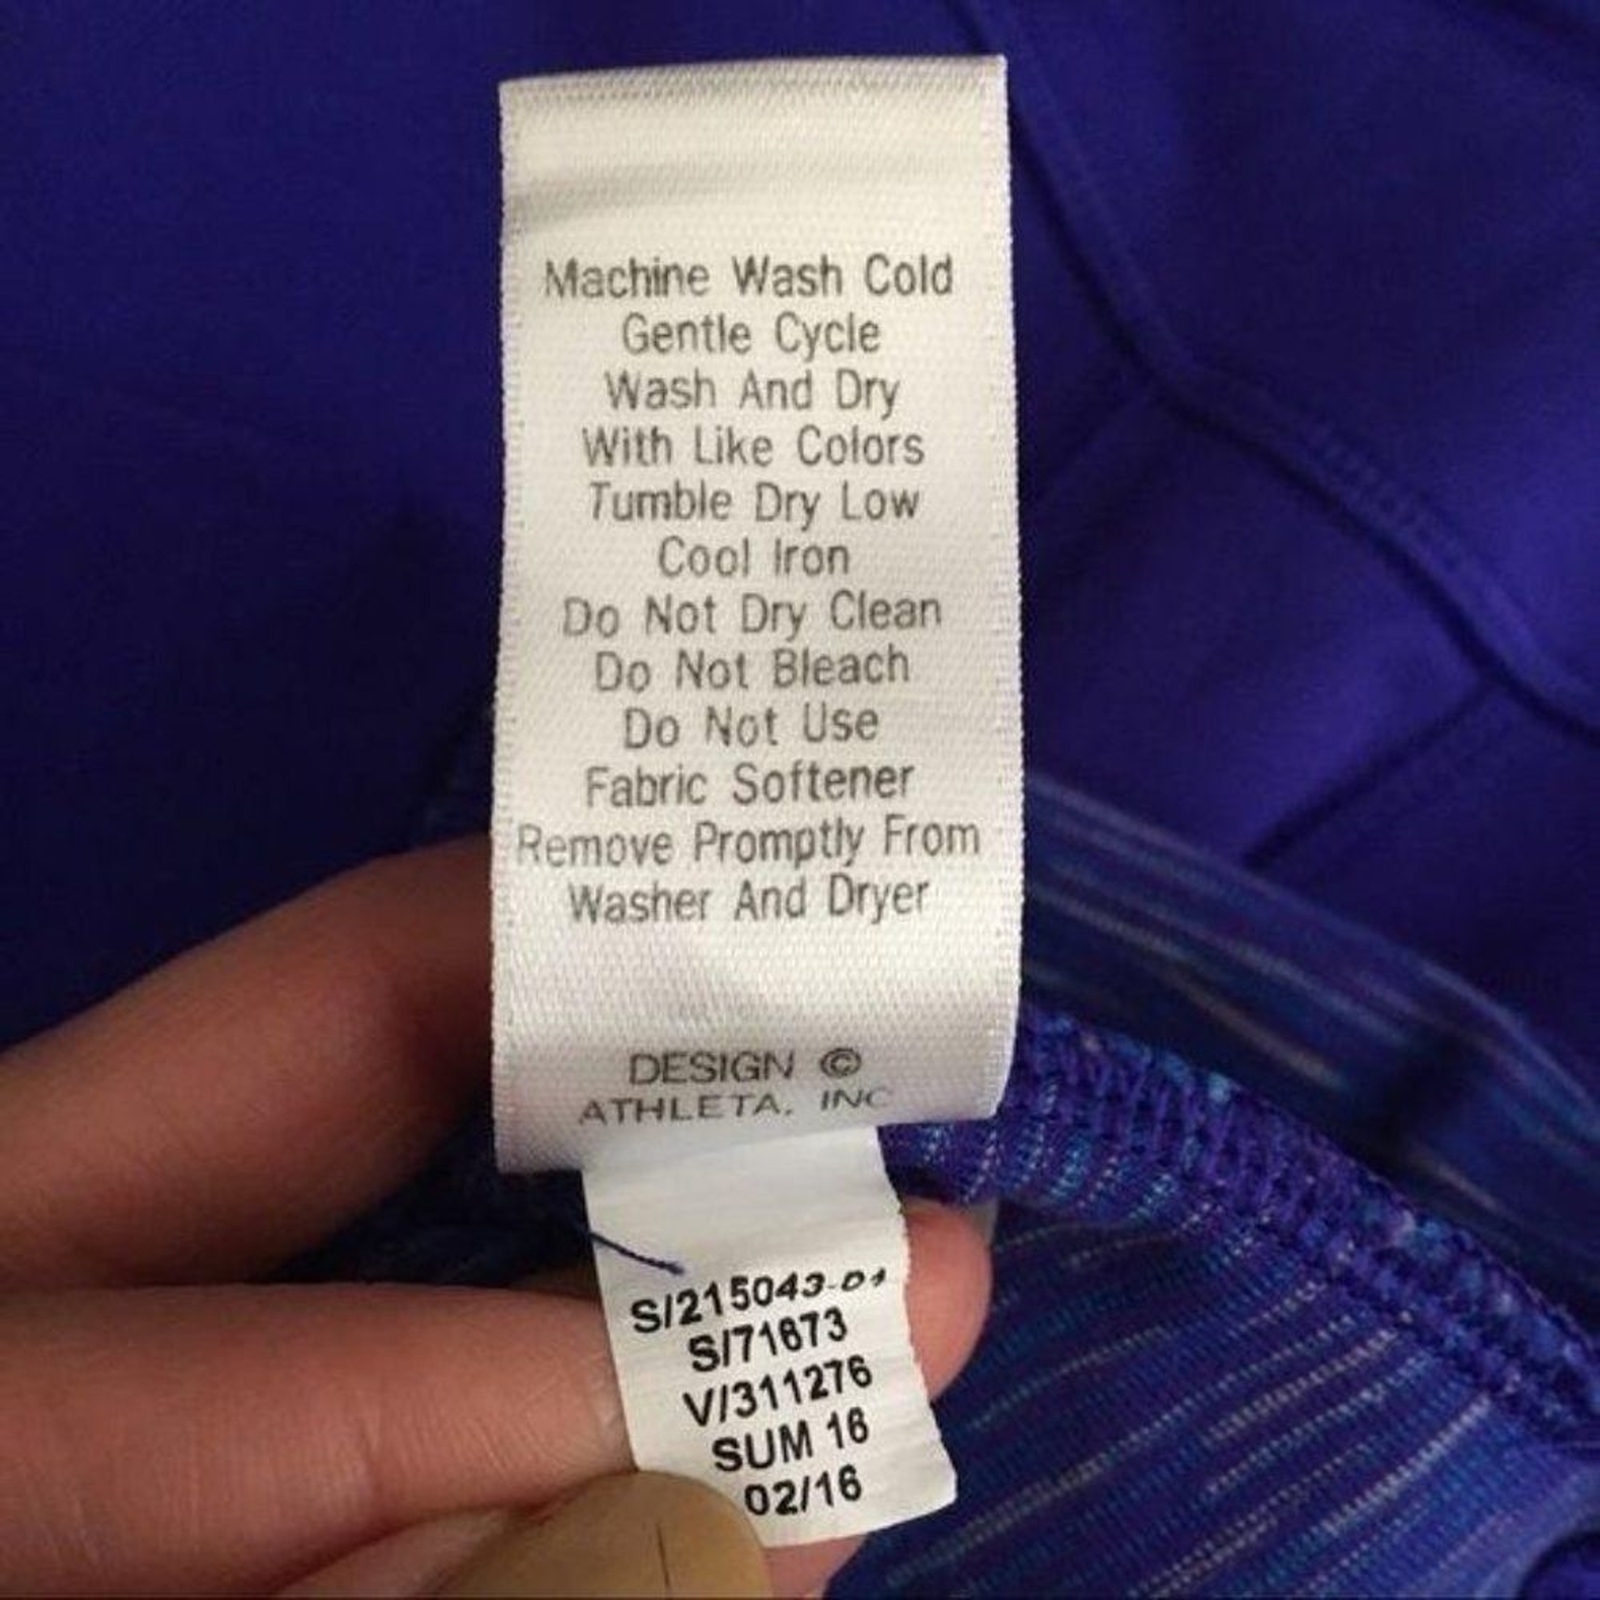 Machine Wash Cold
Gentle Cycle
Wash And Dry
With Like Colors
Tumble Dry Low
Cool Iron
Do Not Dry Clean
Do Not Bleach
Do Not Use
Fabric Softener
Remove Promptly From
Washer And Dryer
DESIGN ©
ATHLETA, INC
S/215043-01
S/71673
V/311276
SUM 16
02/16